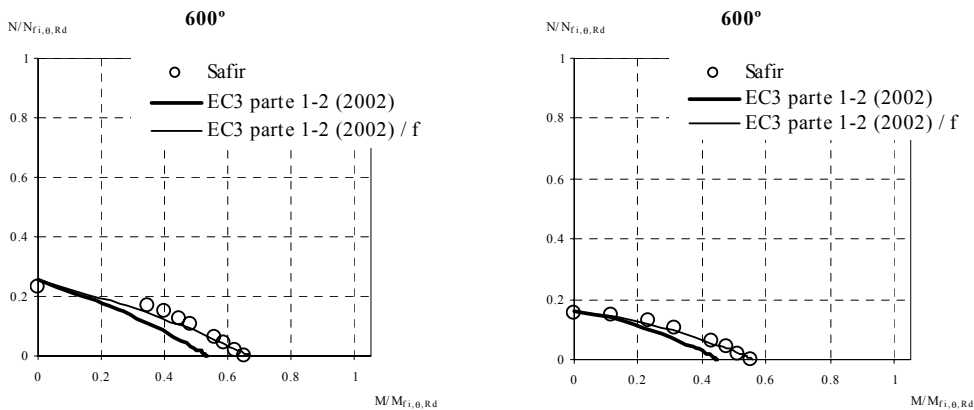 600°
N/Nfi,θ,Rd
1
0.8
0.6
0.4
0.2
0
Safir
EC3 parte 1-2 (2002)
EC3 parte 1-2 (2002) / f
0 0.2 0.4 0.6 0.8 1
M/Mfi,θ,Rd
600°
N/Nfi,θ,Rd
1
0.8
0.6
0.4
0.2
0
Safir
EC3 parte 1-2 (2002)
EC3 parte 1-2 (2002) / f
0 0.2 0.4 0.6 0.8 1
M/Mfi,θ,Rd